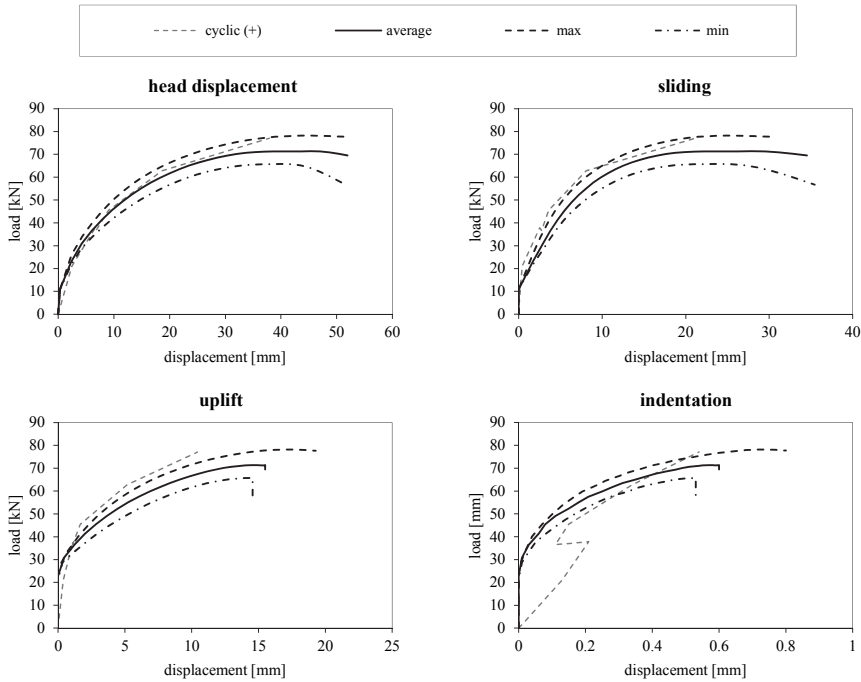 cyclic (+) average max min
head displacement
90
80
70
60
50
40
30
20
10
0
load [kN]
0 10 20 30 40 50 60
displacement [mm]
sliding
90
80
70
60
50
40
30
20
10
0
load [kN]
0 10 20 30 40
displacement [mm]
uplift
90
80
70
60
50
40
30
20
10
0
load [kN]
0 5 10 15 20 25
displacement [mm]
indentation
90
80
70
60
50
40
30
20
10
0
load [mm]
0 0.2 0.4 0.6 0.8 1
displacement [mm]